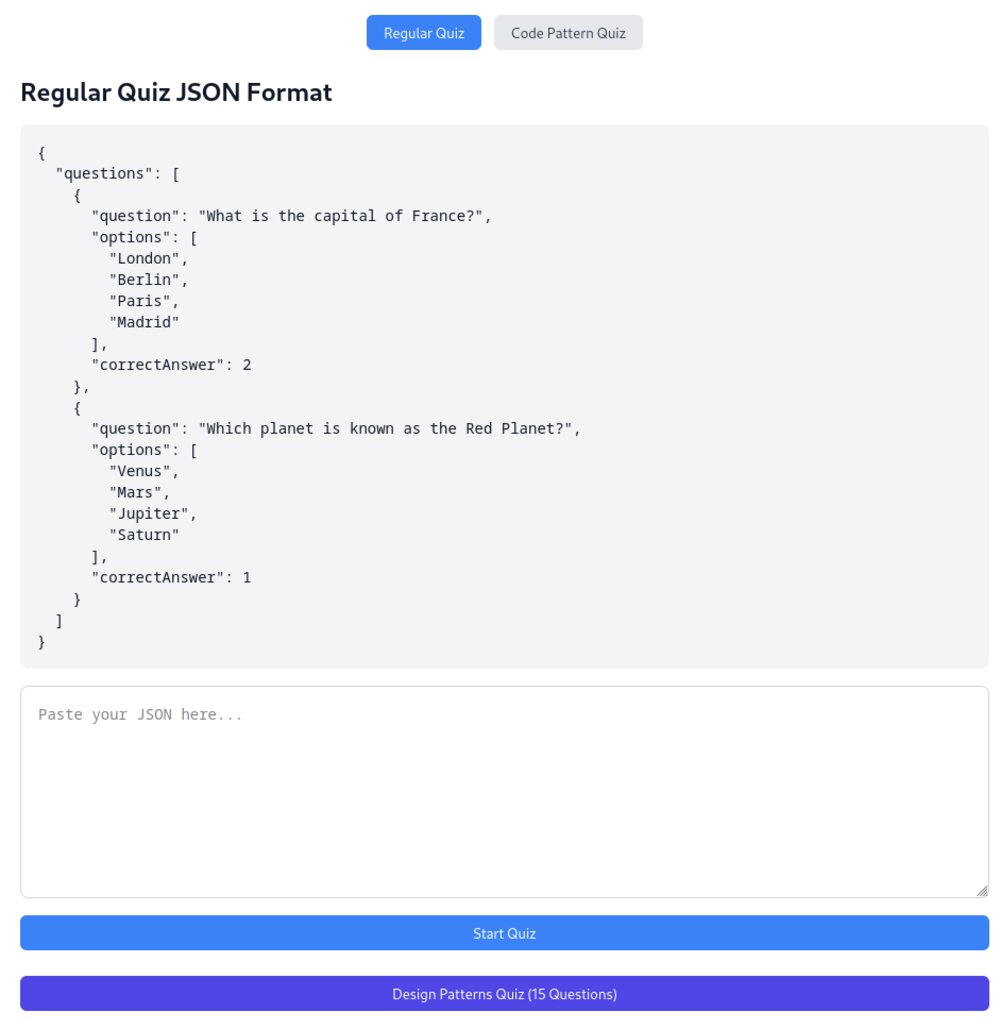 Regular Quiz
Code Pattern Quiz
Regular Quiz JSON Format
{
  "questions": [
    {
      "question": "What is the capital of France?",
      "options": [
        "London",
        "Berlin",
        "Paris",
        "Madrid"
      ],
      "correctAnswer": 2
    },
    {
      "question": "Which planet is known as the Red Planet?",
      "options": [
        "Venus",
        "Mars",
        "Jupiter",
        "Saturn"
      ],
      "correctAnswer": 1
    }
  ]
}
Paste your JSON here...
Start Quiz
Design Patterns Quiz (15 Questions)